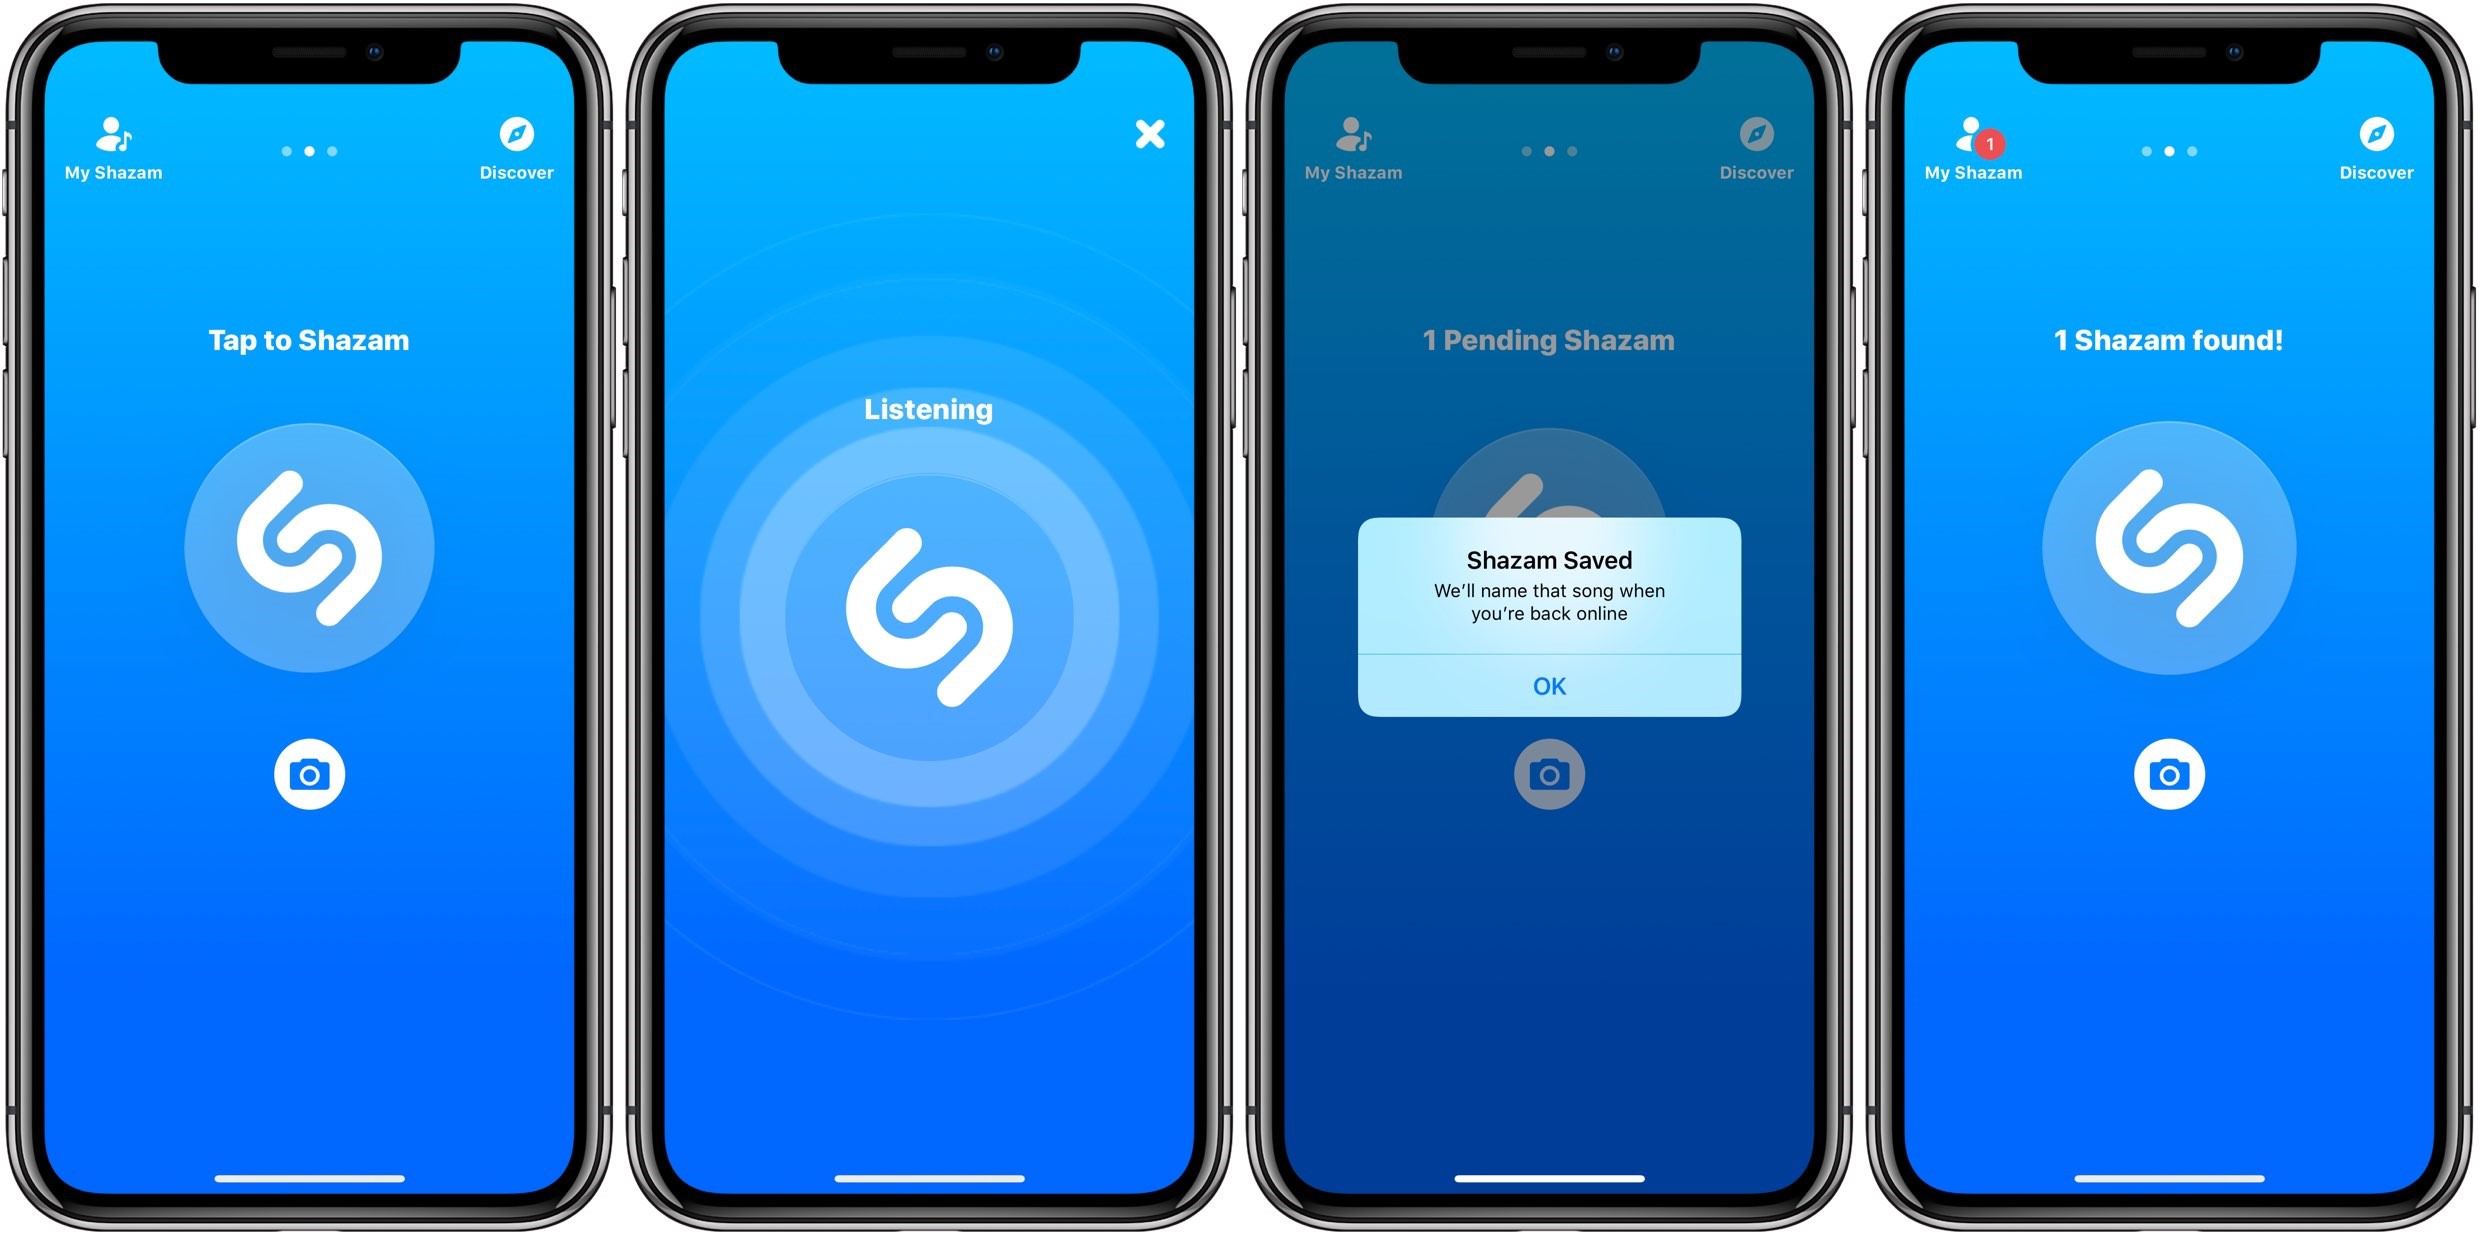 My Shazam
Discover
Tap to Shazam
Listening
My Shazam
Discover
1 Pending Shazam
Shazam Saved
We’ll name that song when
you’re back online
OK
1
My Shazam
Discover
1 Shazam found!